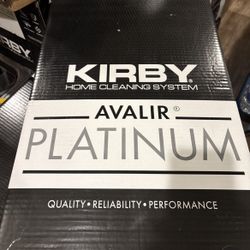 KIRBY®
HOME CLEANING SYSTEM
AVALIR®
PLATINUM
QUALITY • RELIABILITY • PERFORMANCE